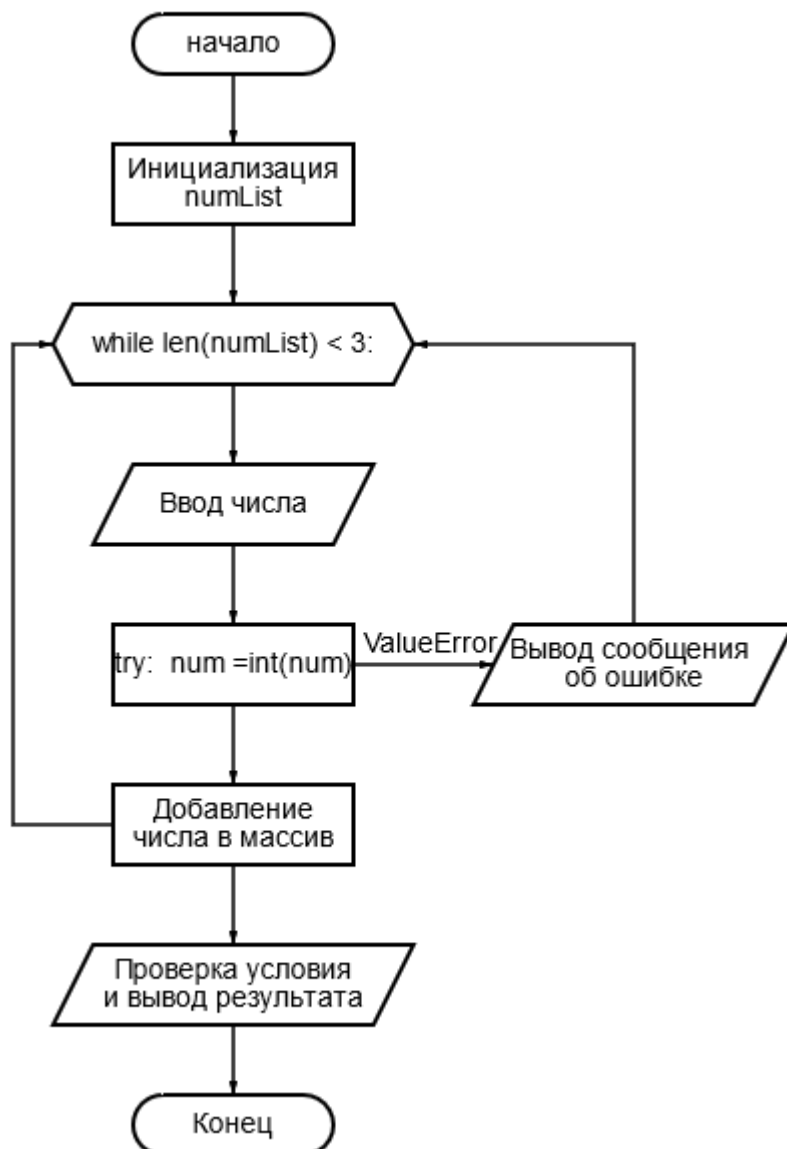 начало
Инициализация
numList
while len(numList) < 3:
Ввод числа
try:  num =int(num)
ValueError
Вывод сообщения
об ошибке
Добавление
числа в массив
Проверка условия
и вывод результата
Конец